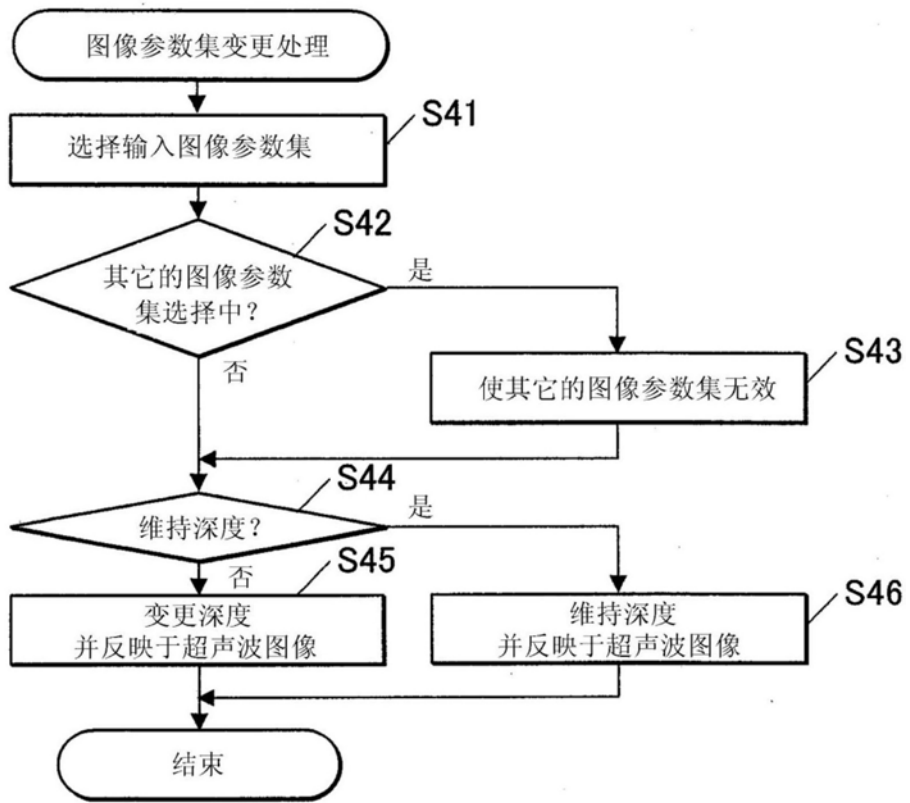 图像参数集变更处理
S41
选择输入图像参数集
S42
其它的图像参数
集选择中？
是
否
S43
使其它的图像参数集无效
S44
维持深度？
是
否
S45
变更深度
并反映于超声波图像
S46
维持深度
并反映于超声波图像
结束